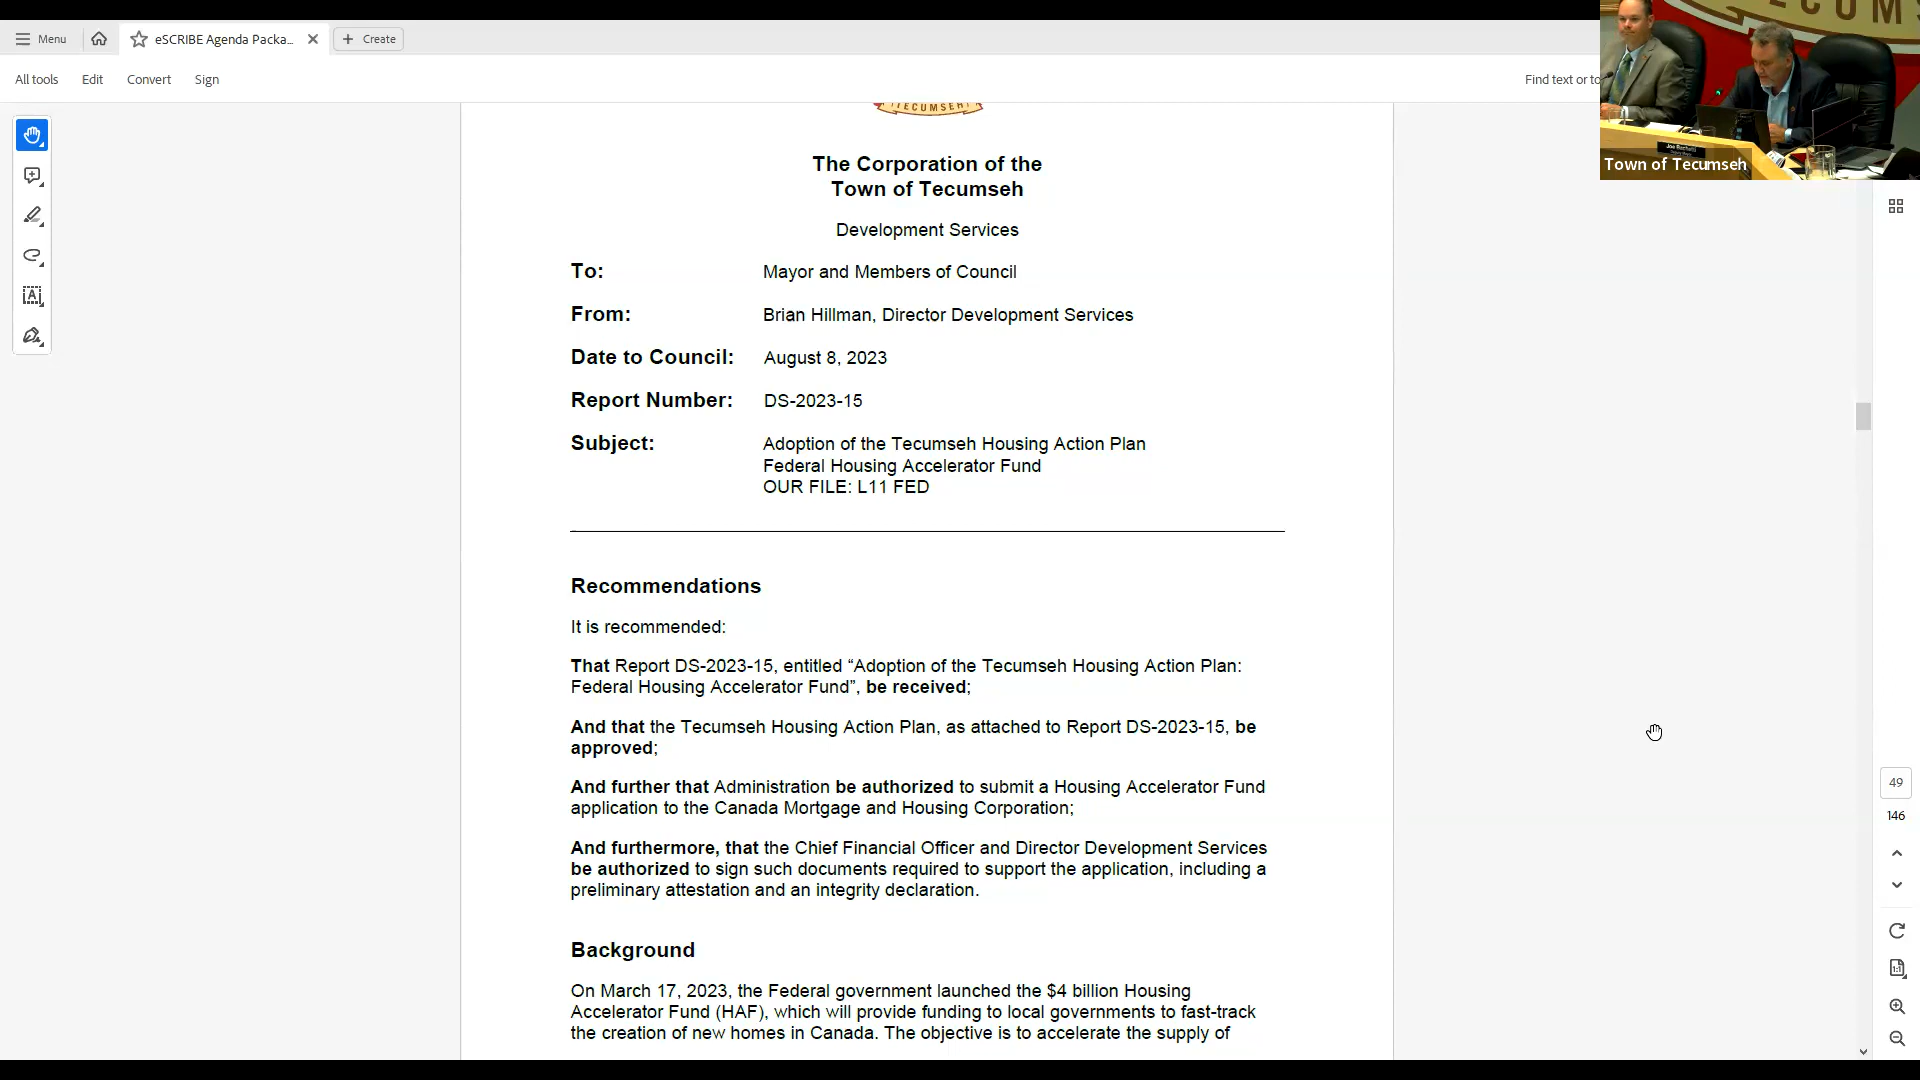 Menu
eSCRIBE Agenda Packa...
Create
All tools
Edit
Convert
Sign
Find text or to
TECUMSEH
The Corporation of the
Town of Tecumseh
Development Services
To: Mayor and Members of Council
From: Brian Hillman, Director Development Services
Date to Council: August 8, 2023
Report Number: DS-2023-15
Subject: Adoption of the Tecumseh Housing Action Plan
Federal Housing Accelerator Fund
OUR FILE: L11 FED
Recommendations
It is recommended:
That Report DS-2023-15, entitled “Adoption of the Tecumseh Housing Action Plan:
Federal Housing Accelerator Fund”, be received;
And that the Tecumseh Housing Action Plan, as attached to Report DS-2023-15, be
approved;
And further that Administration be authorized to submit a Housing Accelerator Fund
application to the Canada Mortgage and Housing Corporation;
And furthermore, that the Chief Financial Officer and Director Development Services
be authorized to sign such documents required to support the application, including a
preliminary attestation and an integrity declaration.
Background
On March 17, 2023, the Federal government launched the $4 billion Housing
Accelerator Fund (HAF), which will provide funding to local governments to fast-track
the creation of new homes in Canada. The objective is to accelerate the supply of
TECUMS
Joe Bachetti
Town of Tecumseh
49
146